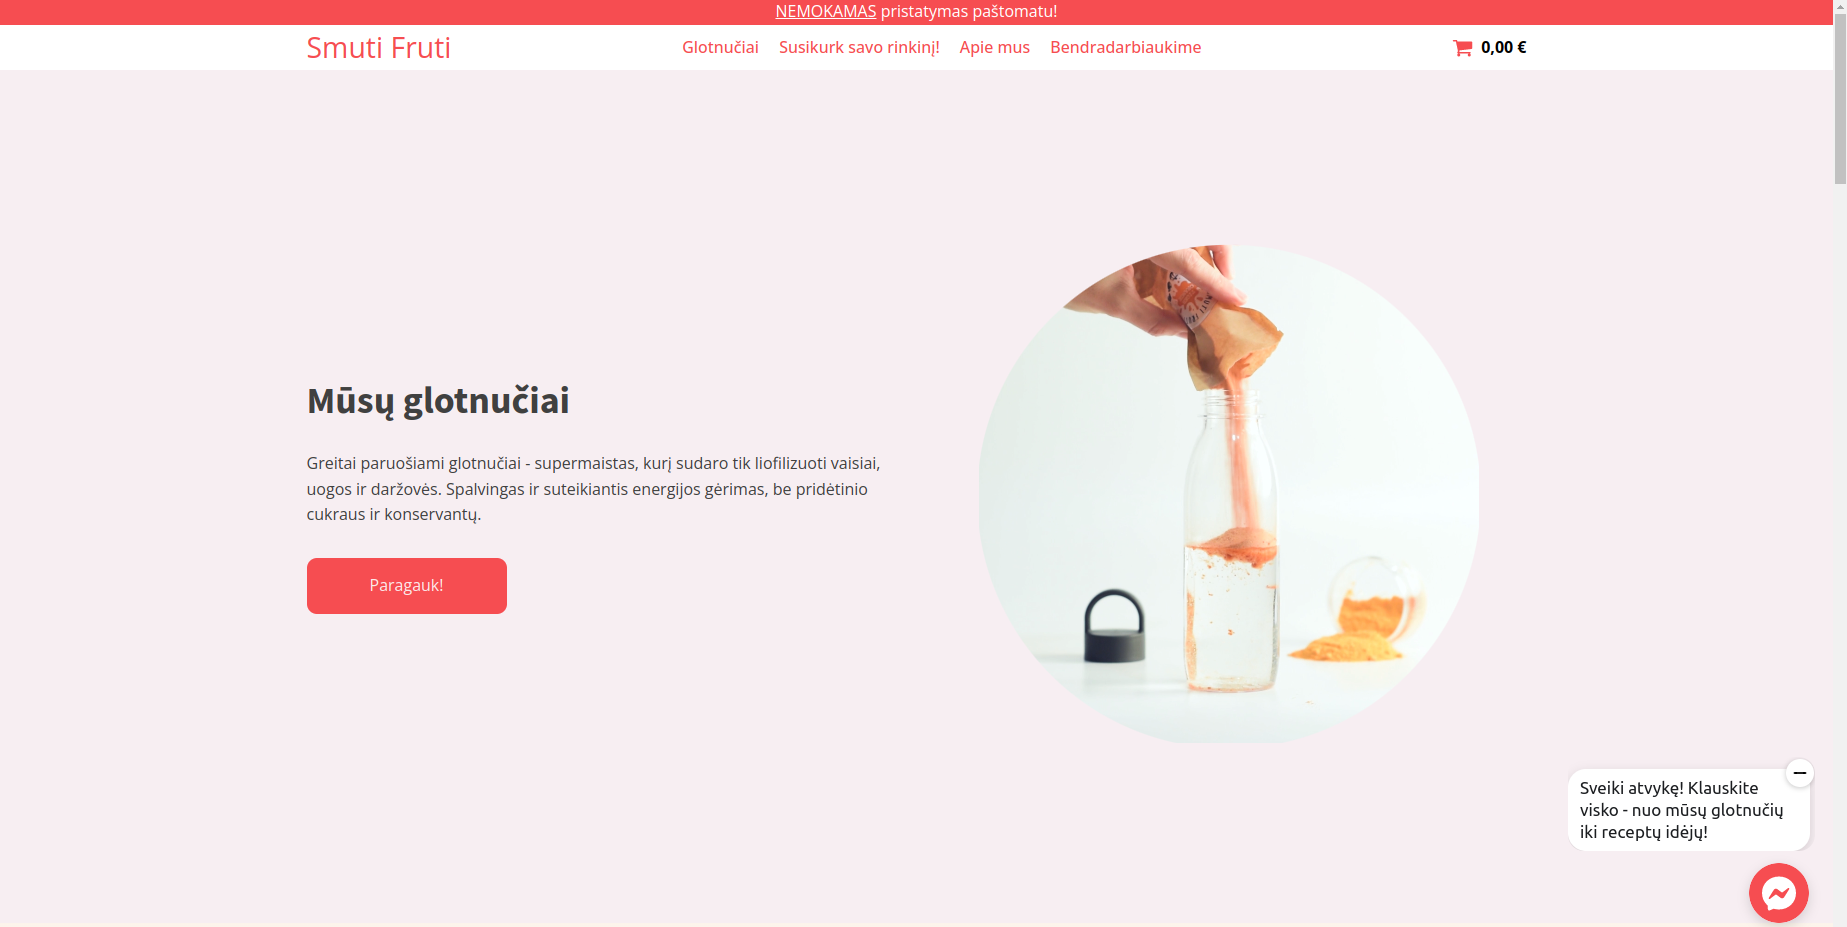 NEMOKAMAS pristatymas paštomatu!
Smuti Fruti
Glotnučiai
Susikurk savo rinkinį!
Apie mus
Bendradarbiaukime
0,00 €
Mūsų glotnučiai
Greitai paruošiami glotnučiai - supermaistas, kurį sudaro tik liofilizuoti vaisiai,
uogos ir daržovės. Spalvingas ir suteikiantis energijos gėrimas, be pridėtinio
cukraus ir konservantų.
Paragauk!
Sveiki atvykę! Klauskite
visko - nuo mūsų glotnučių
iki receptų idėjų!